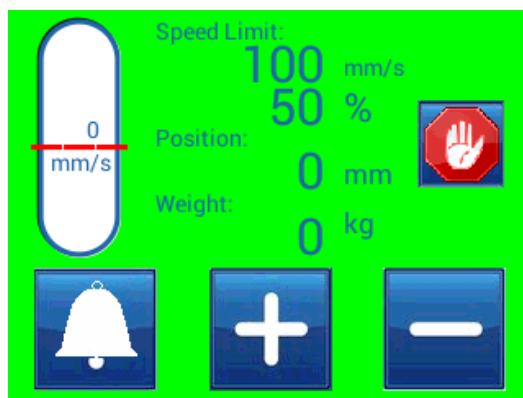 Speed Limit:
100 mm/s
50 %
Position:
0 mm
Weight:
0 kg
0
mm/s